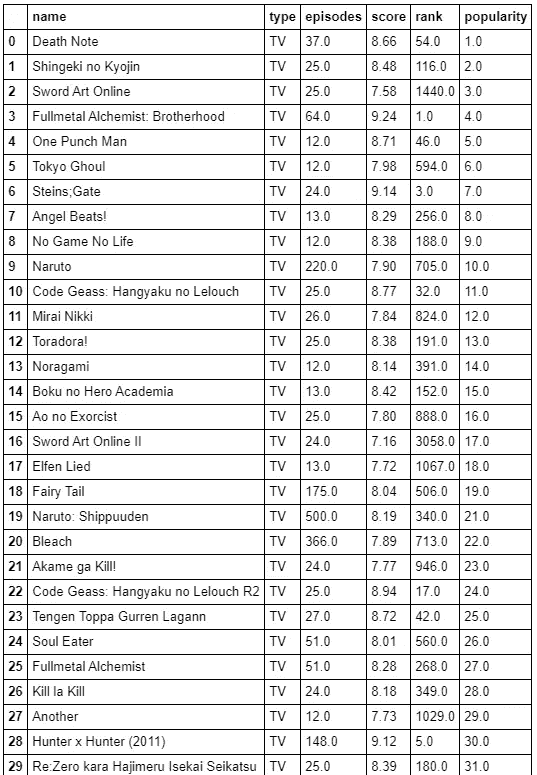 name type episodes score rank popularity
0 Death Note TV 37.0 8.66 54.0 1.0
1 Shingeki no Kyojin TV 25.0 8.48 116.0 2.0
2 Sword Art Online TV 25.0 7.58 1440.0 3.0
3 Fullmetal Alchemist: Brotherhood TV 64.0 9.24 1.0 4.0
4 One Punch Man TV 12.0 8.71 46.0 5.0
5 Tokyo Ghoul TV 12.0 7.98 594.0 6.0
6 Steins;Gate TV 24.0 9.14 3.0 7.0
7 Angel Beats! TV 13.0 8.29 256.0 8.0
8 No Game No Life TV 12.0 8.38 188.0 9.0
9 Naruto TV 220.0 7.90 705.0 10.0
10 Code Geass: Hangyaku no Lelouch TV 25.0 8.77 32.0 11.0
11 Mirai Nikki TV 26.0 7.84 824.0 12.0
12 Toradora! TV 25.0 8.38 191.0 13.0
13 Noragami TV 12.0 8.14 391.0 14.0
14 Boku no Hero Academia TV 13.0 8.42 152.0 15.0
15 Ao no Exorcist TV 25.0 7.80 888.0 16.0
16 Sword Art Online II TV 24.0 7.16 3058.0 17.0
17 Elfen Lied TV 13.0 7.72 1067.0 18.0
18 Fairy Tail TV 175.0 8.04 506.0 19.0
19 Naruto: Shippuuden TV 500.0 8.19 340.0 21.0
20 Bleach TV 366.0 7.89 713.0 22.0
21 Akame ga Kill! TV 24.0 7.77 946.0 23.0
22 Code Geass: Hangyaku no Lelouch R2 TV 25.0 8.94 17.0 24.0
23 Tengen Toppa Gurren Lagann TV 27.0 8.72 42.0 25.0
24 Soul Eater TV 51.0 8.01 560.0 26.0
25 Fullmetal Alchemist TV 51.0 8.28 268.0 27.0
26 Kill la Kill TV 24.0 8.18 349.0 28.0
27 Another TV 12.0 7.73 1029.0 29.0
28 Hunter x Hunter (2011) TV 148.0 9.12 5.0 30.0
29 Re:Zero kara Hajimeru Isekai Seikatsu TV 25.0 8.39 180.0 31.0